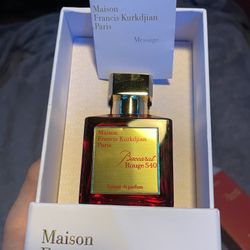 Maison
Francis Kurkdjian
Paris
Message
Maison
Francis Kurkdjian
Paris
Baccarat
Rouge 540
Extrait de parfum
Maison